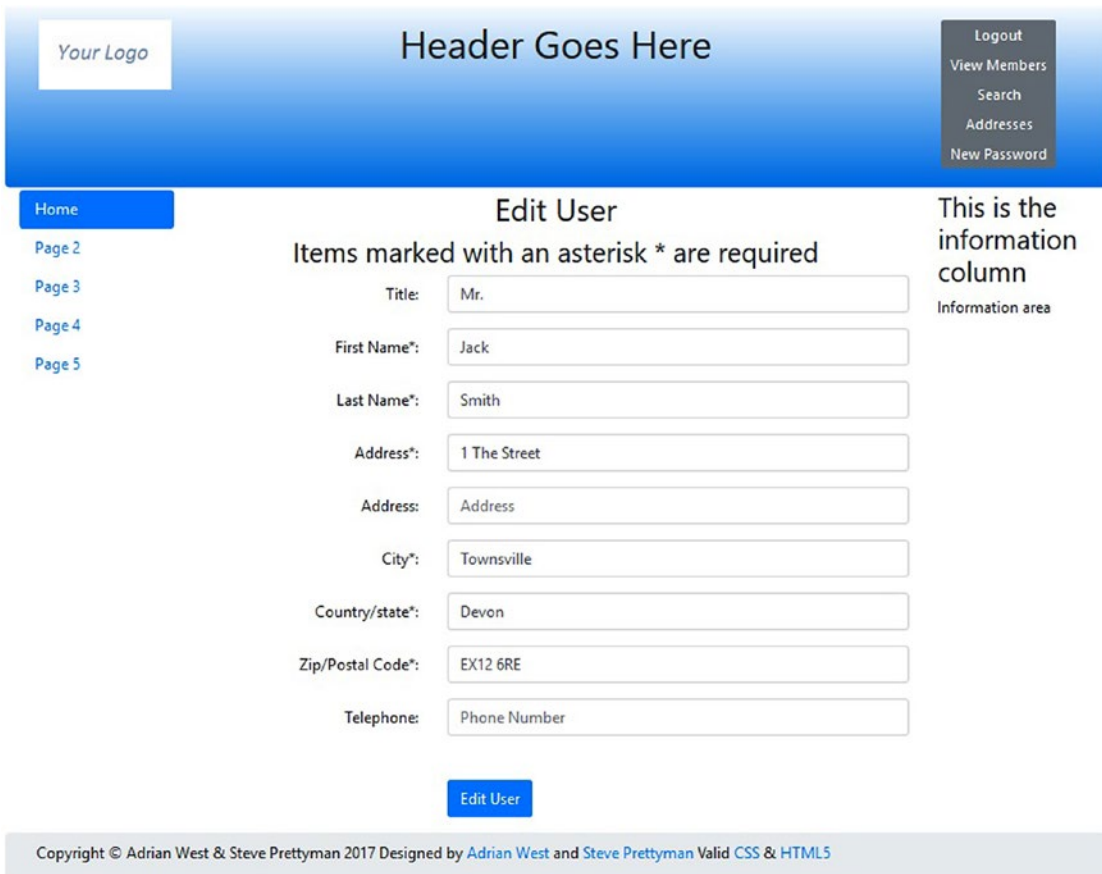 Your Logo
Header Goes Here
Logout
View Members
Search
Addresses
New Password
Home
Page 2
Page 3
Page 4
Page 5
Edit User
Items marked with an asterisk * are required
Title: Mr.
First Name*: Jack
Last Name*: Smith
Address*: 1 The Street
Address: Address
City*: Townsville
Country/state*: Devon
Zip/Postal Code*: EX12 6RE
Telephone: Phone Number
Edit User
This is the
information
column
Information area
Copyright © Adrian West & Steve Prettyman 2017 Designed by Adrian West and Steve Prettyman Valid CSS & HTML5